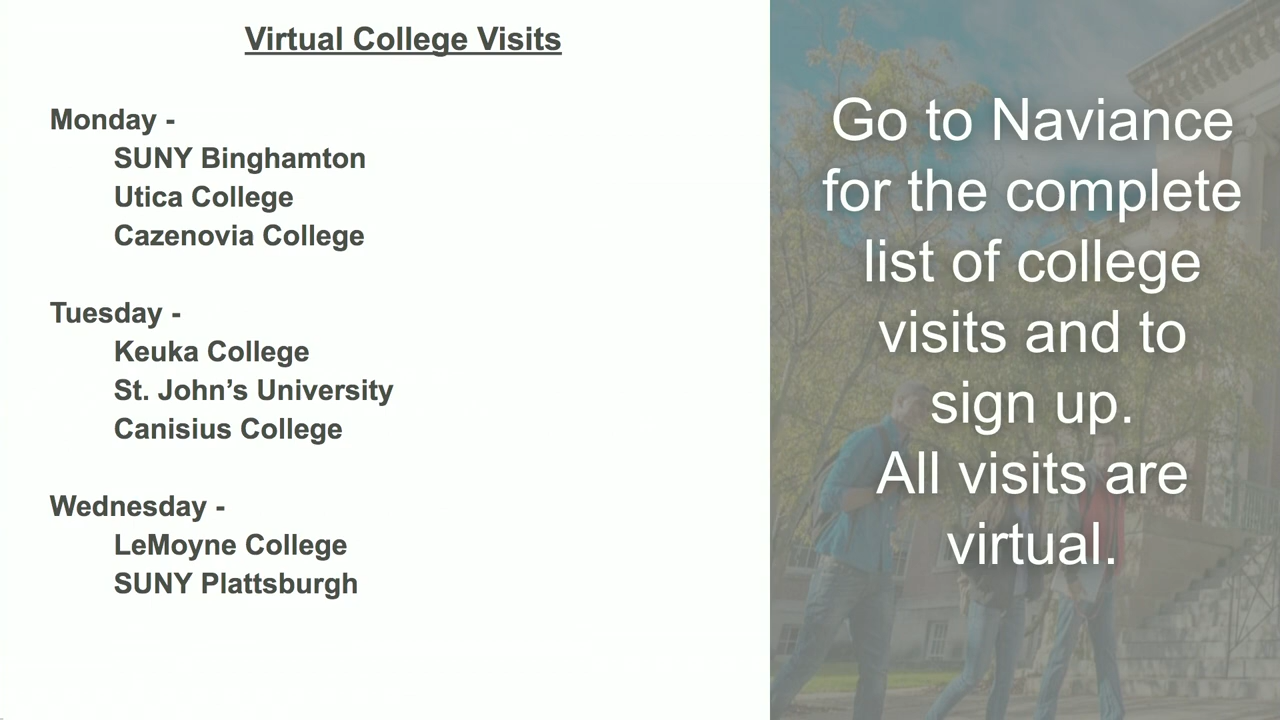 Virtual College Visits
Monday -
SUNY Binghamton
Utica College
Cazenovia College
Tuesday -
Keuka College
St. John’s University
Canisius College
Wednesday -
LeMoyne College
SUNY Plattsburgh
Go to Naviance
for the complete
list of college
visits and to
sign up.
All visits are
virtual.